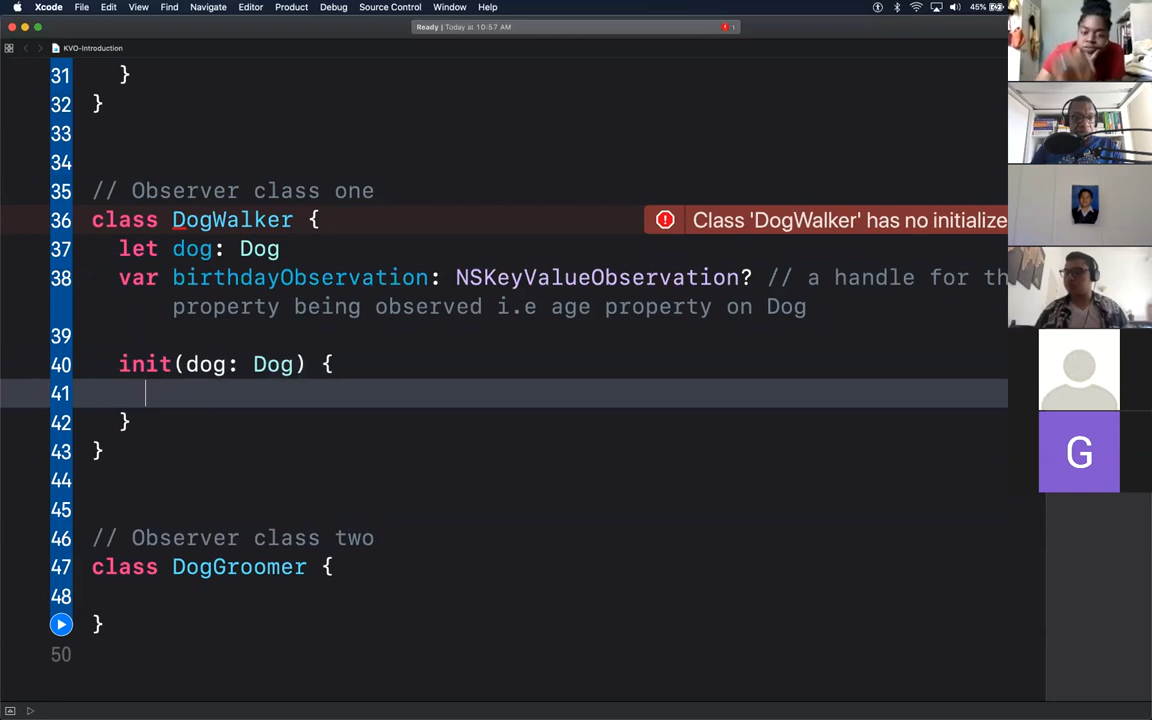 Xcode File Edit View Find Navigate Editor Product Debug Source Control Window Help 45%
Ready | Today at 10:57 AM 1
KVO-Introduction
31 }
32 }
33
34
35 // Observer class one
36 class DogWalker { Class 'DogWalker' has no initialize
37 let dog: Dog
38 var birthdayObservation: NSKeyValueObservation? // a handle for th
property being observed i.e age property on Dog
39
40 init(dog: Dog) {
41
42 }
43 }
44
45
46 // Observer class two
47 class DogGroomer {
48
}
50
G